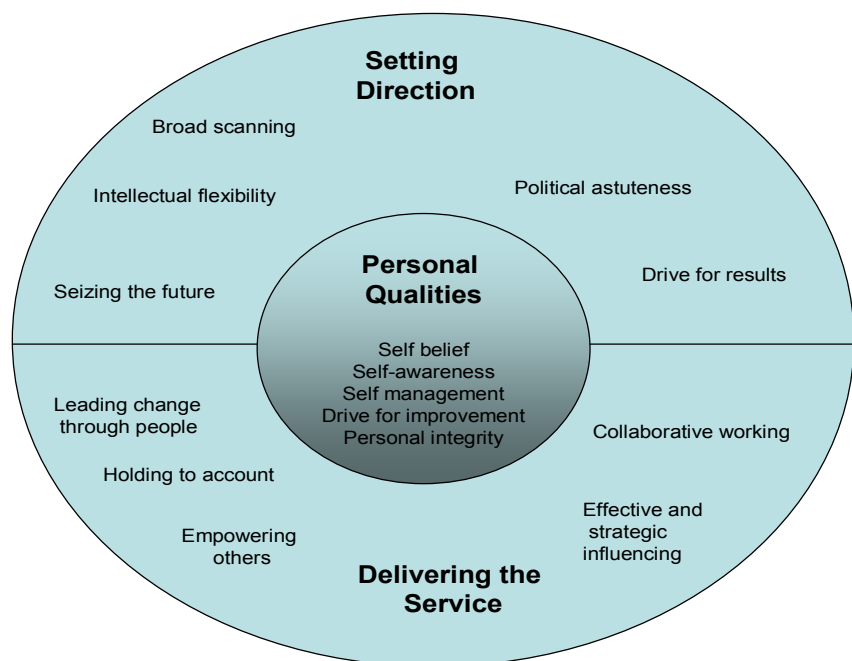 Setting
Direction
Broad scanning
Political astuteness
Intellectual flexibility
Drive for results
Seizing the future
Personal
Qualities
Self belief
Self-awareness
Self management
Drive for improvement
Personal integrity
Leading change
through people
Collaborative working
Holding to account
Effective and
strategic
influencing
Empowering
others
Delivering the
Service